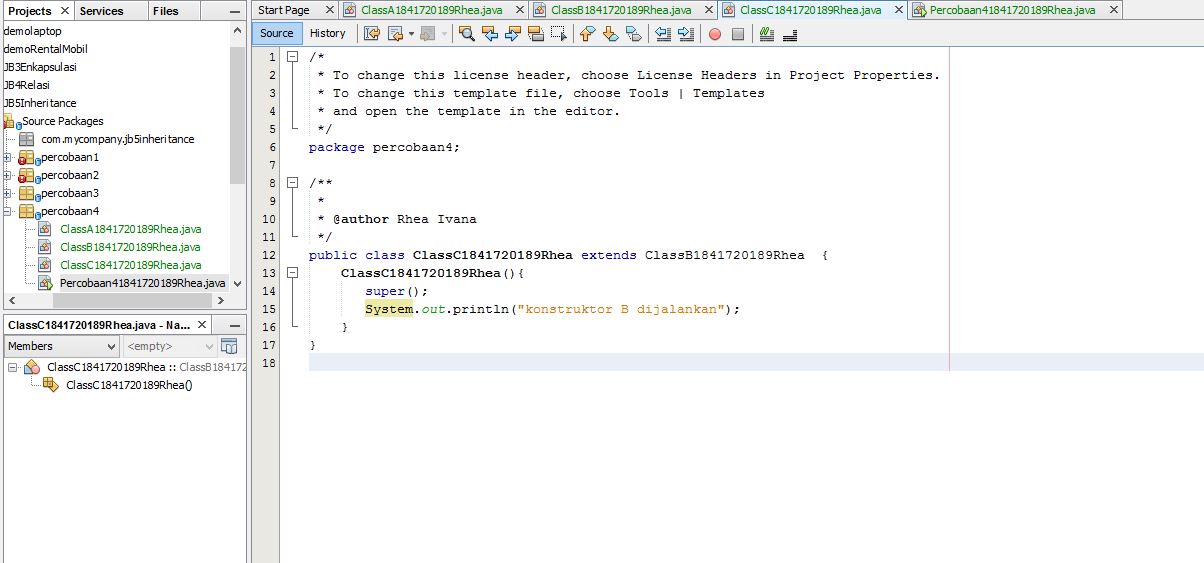 Projects
Services
Files
demolaptop
demoRentalMobil
JB3Enkapsulasi
JB4Relasi
JB5Inheritance
Source Packages
com.mycompany.jb5inheritance
percobaan1
percobaan2
percobaan3
percobaan4
ClassA1841720189Rhea.java
ClassB1841720189Rhea.java
ClassC1841720189Rhea.java
Percobaan41841720189Rhea.java
ClassC1841720189Rhea.java - Na...
Members
<empty>
ClassC1841720189Rhea :: ClassB184172
ClassC1841720189Rhea()
Start Page
ClassA1841720189Rhea.java
ClassB1841720189Rhea.java
ClassC1841720189Rhea.java
Percobaan41841720189Rhea.java
Source
History
1 /*
2 * To change this license header, choose License Headers in Project Properties.
3 * To change this template file, choose Tools | Templates
4 * and open the template in the editor.
5 */
6 package percobaan4;
7
8 /**
9 *
10 * @author Rhea Ivana
11 */
12 public class ClassC1841720189Rhea extends ClassB1841720189Rhea {
13 ClassC1841720189Rhea(){
14 super();
15 System.out.println("konstruktor B dijalankan");
16 }
17 }
18